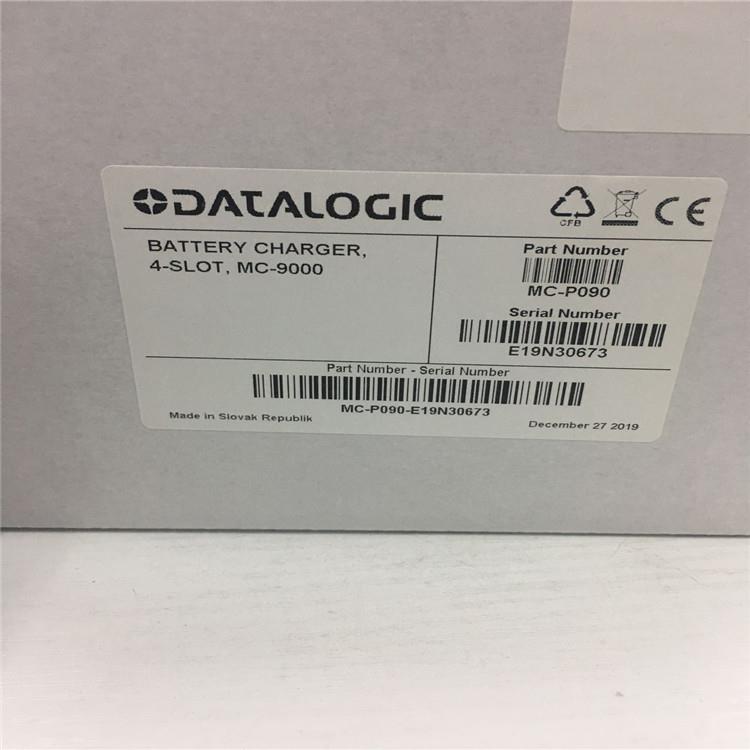 DATALOGIC
CFB
CE
BATTERY CHARGER,
4-SLOT, MC-9000
Part Number
MC-P090
Serial Number
E19N30673
Part Number - Serial Number
MC-P090-E19N30673
Made in Slovak Republik
December 27 2019